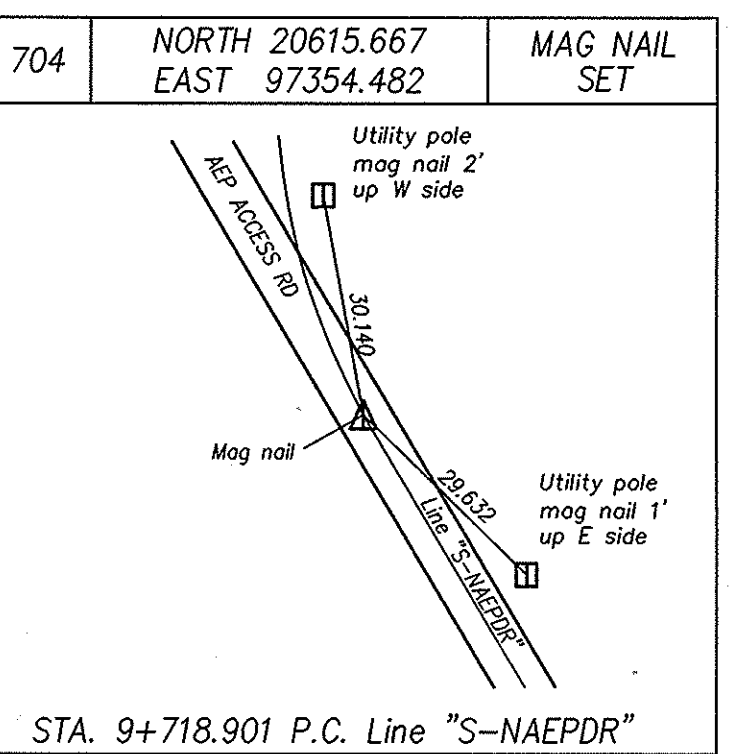 704
NORTH 20615.667
EAST 97354.482
MAG NAIL
SET
Utility pole
mag nail 2'
up W side
AEP ACCESS RD
30.140
Mag nail
29.632
Line "S-NAEPDR"
Utility pole
mag nail 1'
up E side
STA. 9+718.901 P.C. Line "S-NAEPDR"